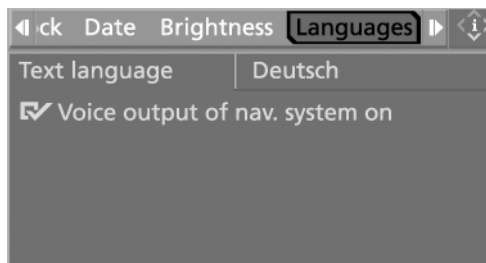 ck Date Brightness Languages
Text language Deutsch
Voice output of nav. system on